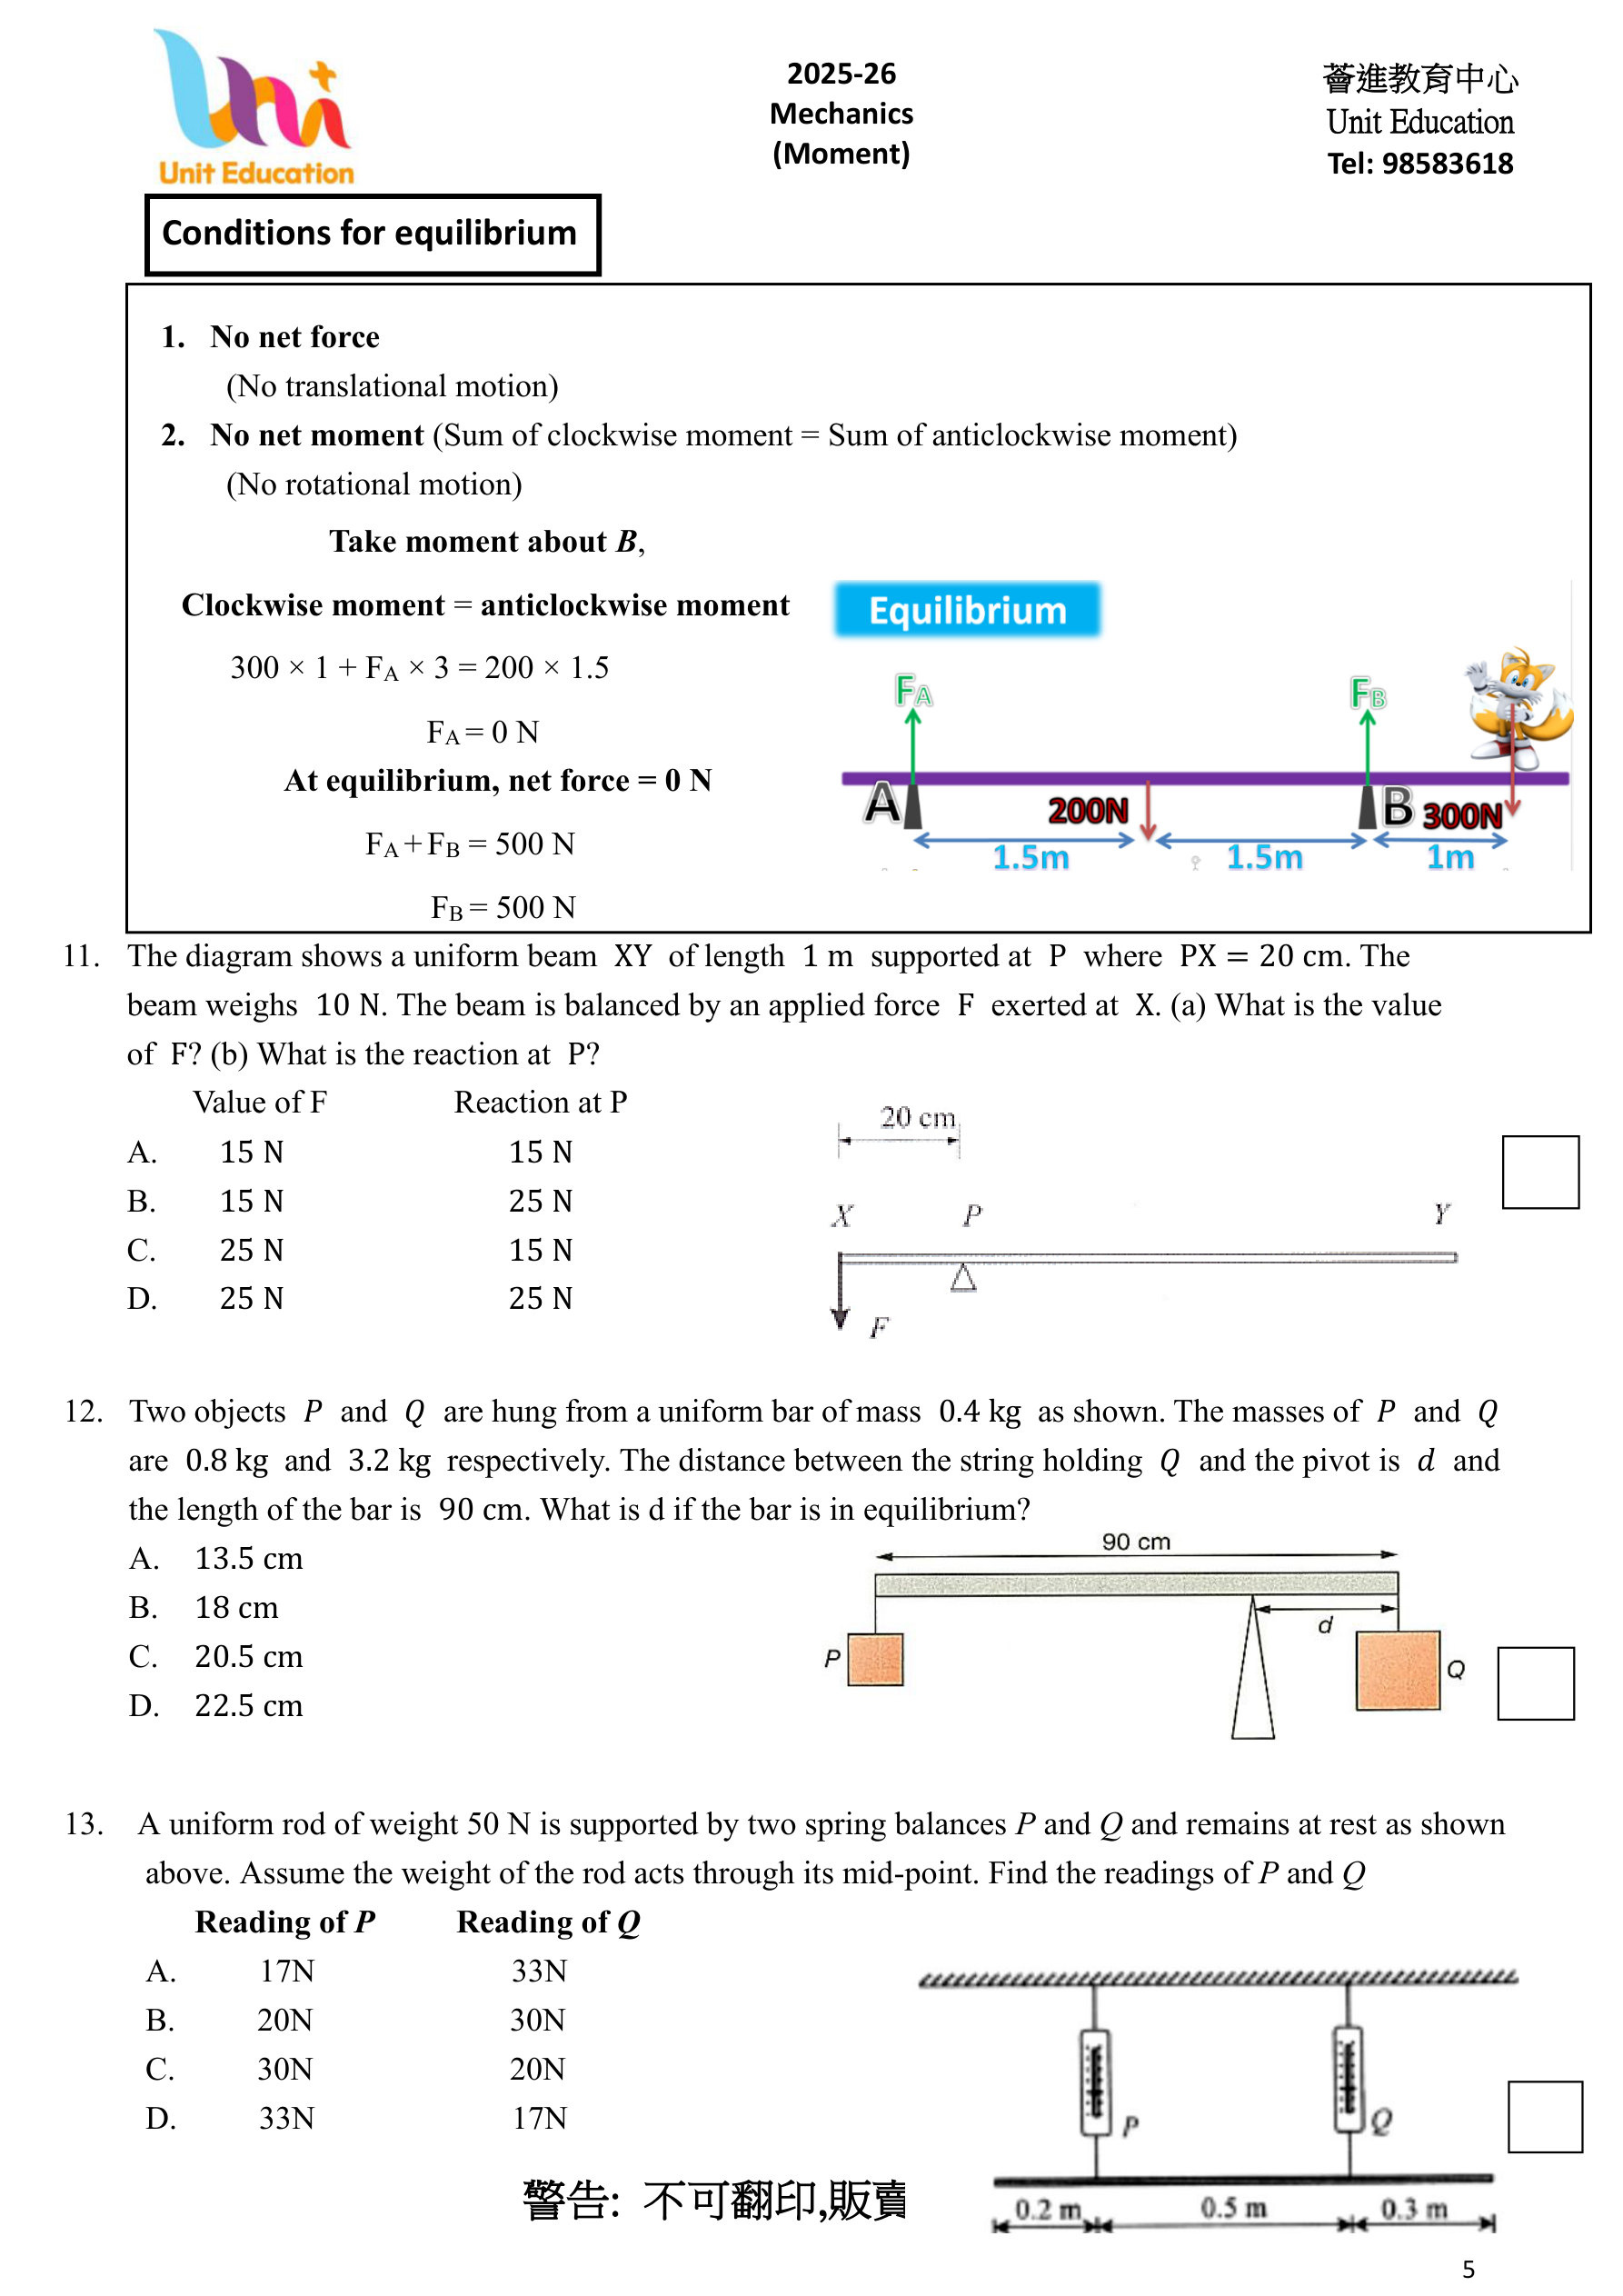 Uni+
Unit Education
2025-26
Mechanics
(Moment)
薈進教育中心
Unit Education
Tel: 98583618
Conditions for equilibrium
1. No net force
(No translational motion)
2. No net moment (Sum of clockwise moment = Sum of anticlockwise moment)
(No rotational motion)
Take moment about B,
Clockwise moment = anticlockwise moment
300 × 1 + FA × 3 = 200 × 1.5
FA = 0 N
At equilibrium, net force = 0 N
FA + FB = 500 N
FB = 500 N
Equilibrium
FA
FB
A
200N
B
300N
1.5m
1.5m
1m
11. The diagram shows a uniform beam XY of length 1 m supported at P where PX = 20 cm. The
beam weighs 10 N. The beam is balanced by an applied force F exerted at X. (a) What is the value
of F? (b) What is the reaction at P?
Value of F Reaction at P
A. 15 N 15 N
B. 15 N 25 N
C. 25 N 15 N
D. 25 N 25 N
20 cm
X P Y
F
12. Two objects P and Q are hung from a uniform bar of mass 0.4 kg as shown. The masses of P and Q
are 0.8 kg and 3.2 kg respectively. The distance between the string holding Q and the pivot is d and
the length of the bar is 90 cm. What is d if the bar is in equilibrium?
A. 13.5 cm
B. 18 cm
C. 20.5 cm
D. 22.5 cm
90 cm
d
P
Q
13. A uniform rod of weight 50 N is supported by two spring balances P and Q and remains at rest as shown
above. Assume the weight of the rod acts through its mid-point. Find the readings of P and Q
Reading of P Reading of Q
A. 17N 33N
B. 20N 30N
C. 30N 20N
D. 33N 17N
P
Q
0.2 m 0.5 m 0.3 m
警告: 不可翻印,販賣
5